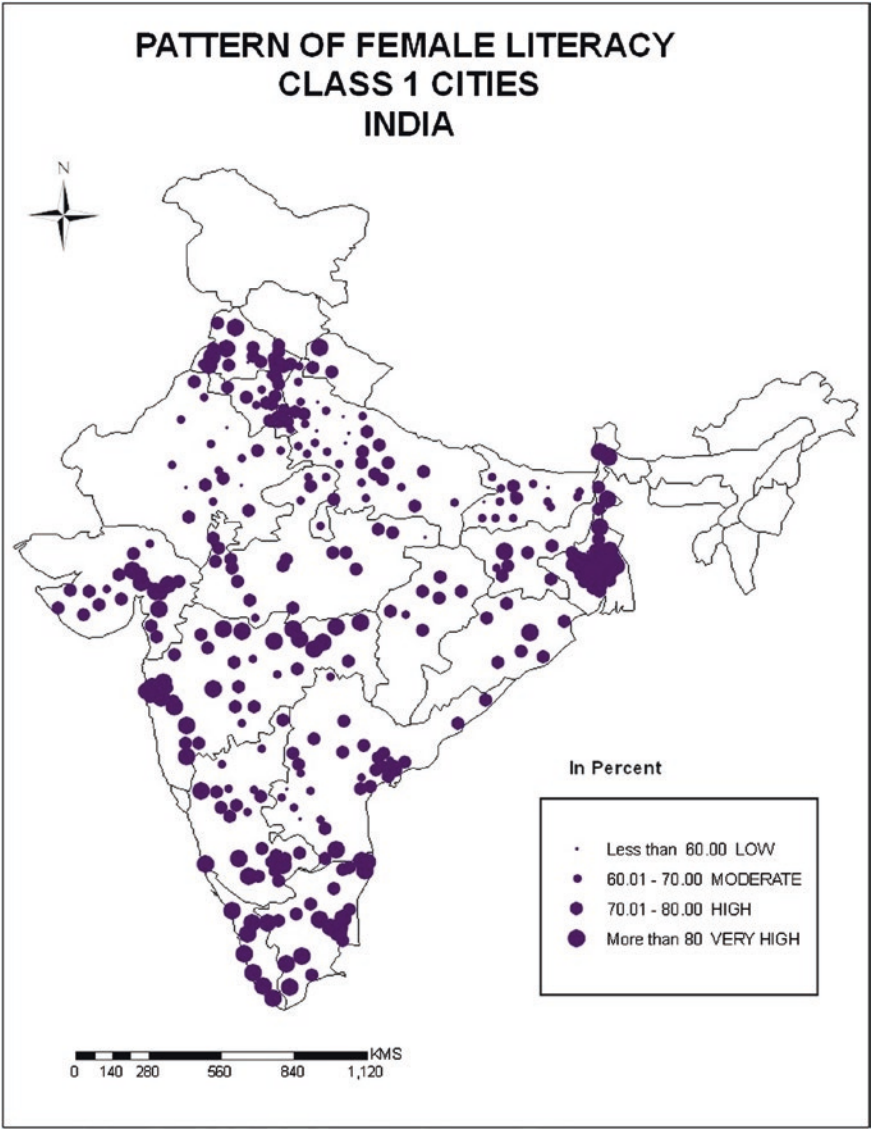 PATTERN OF FEMALE LITERACY
CLASS 1 CITIES
INDIA
N
In Percent
Less than 60.00 LOW
60.01 - 70.00 MODERATE
70.01 - 80.00 HIGH
More than 80 VERY HIGH
KMS
0 140 280 560 840 1,120